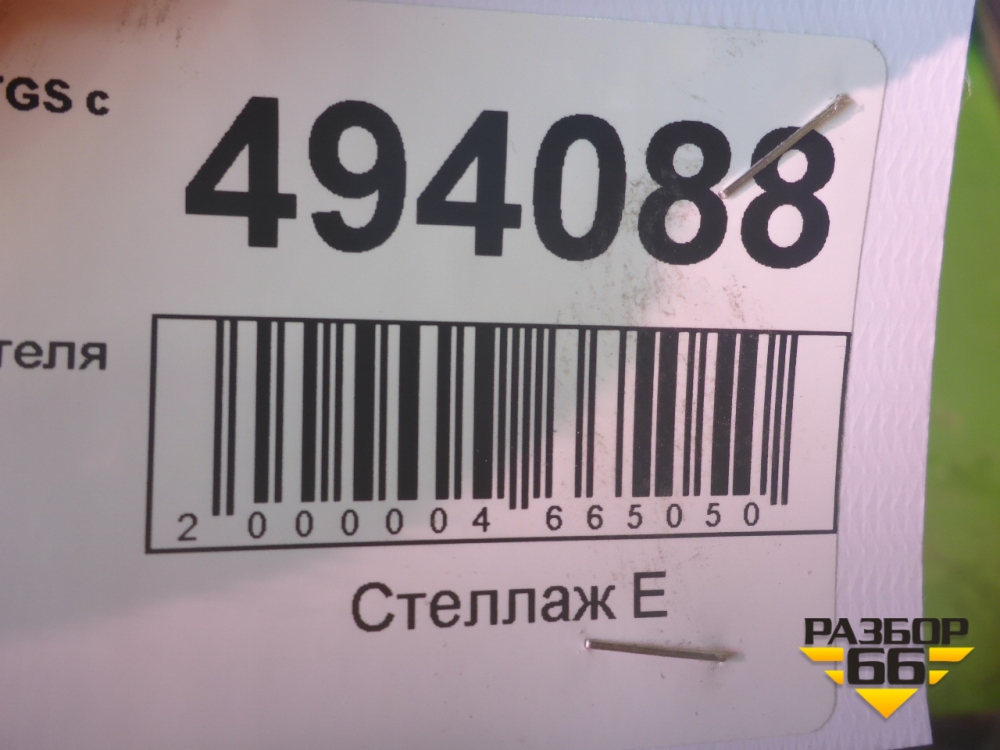 TGS с
494088
теля
2 000004 665050
Стеллаж Е
РАЗБОР
66